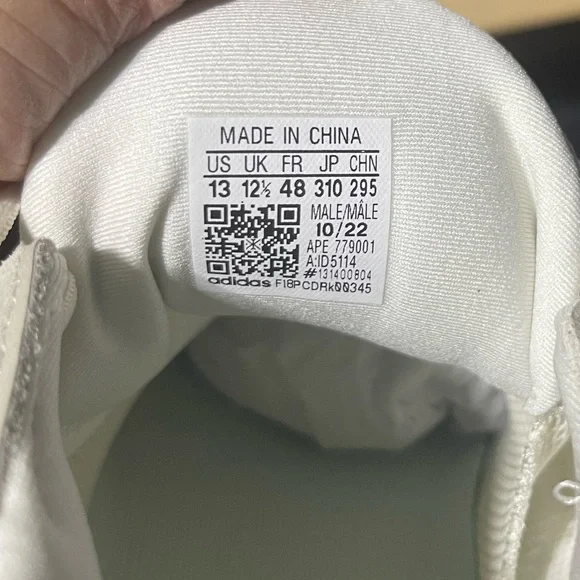 MADE IN CHINA
US UK FR JP CHN
13 12½ 48 310 295
MALE/MÂLE
10/22
APE 779001
A:ID5114
#131400804
adidas F18PCDRk00345